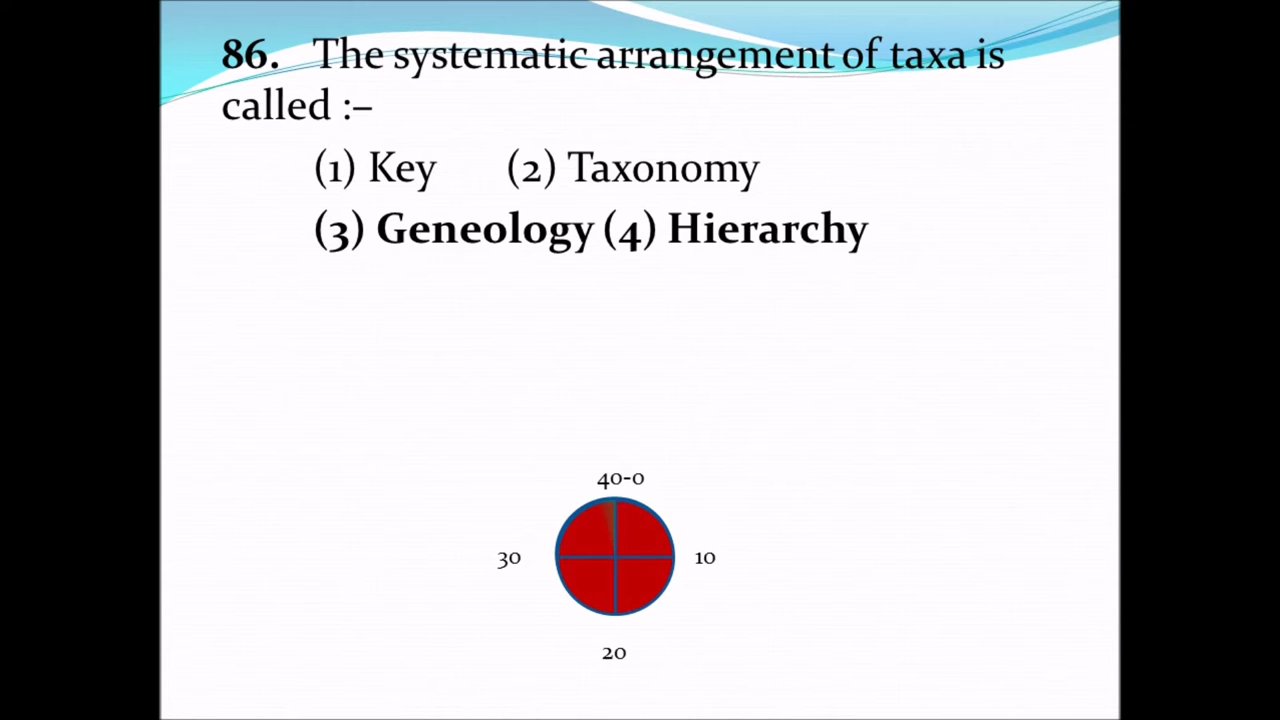 86. The systematic arrangement of taxa is
called :–
(1) Key (2) Taxonomy
(3) Geneology (4) Hierarchy
40-0
30
10
20